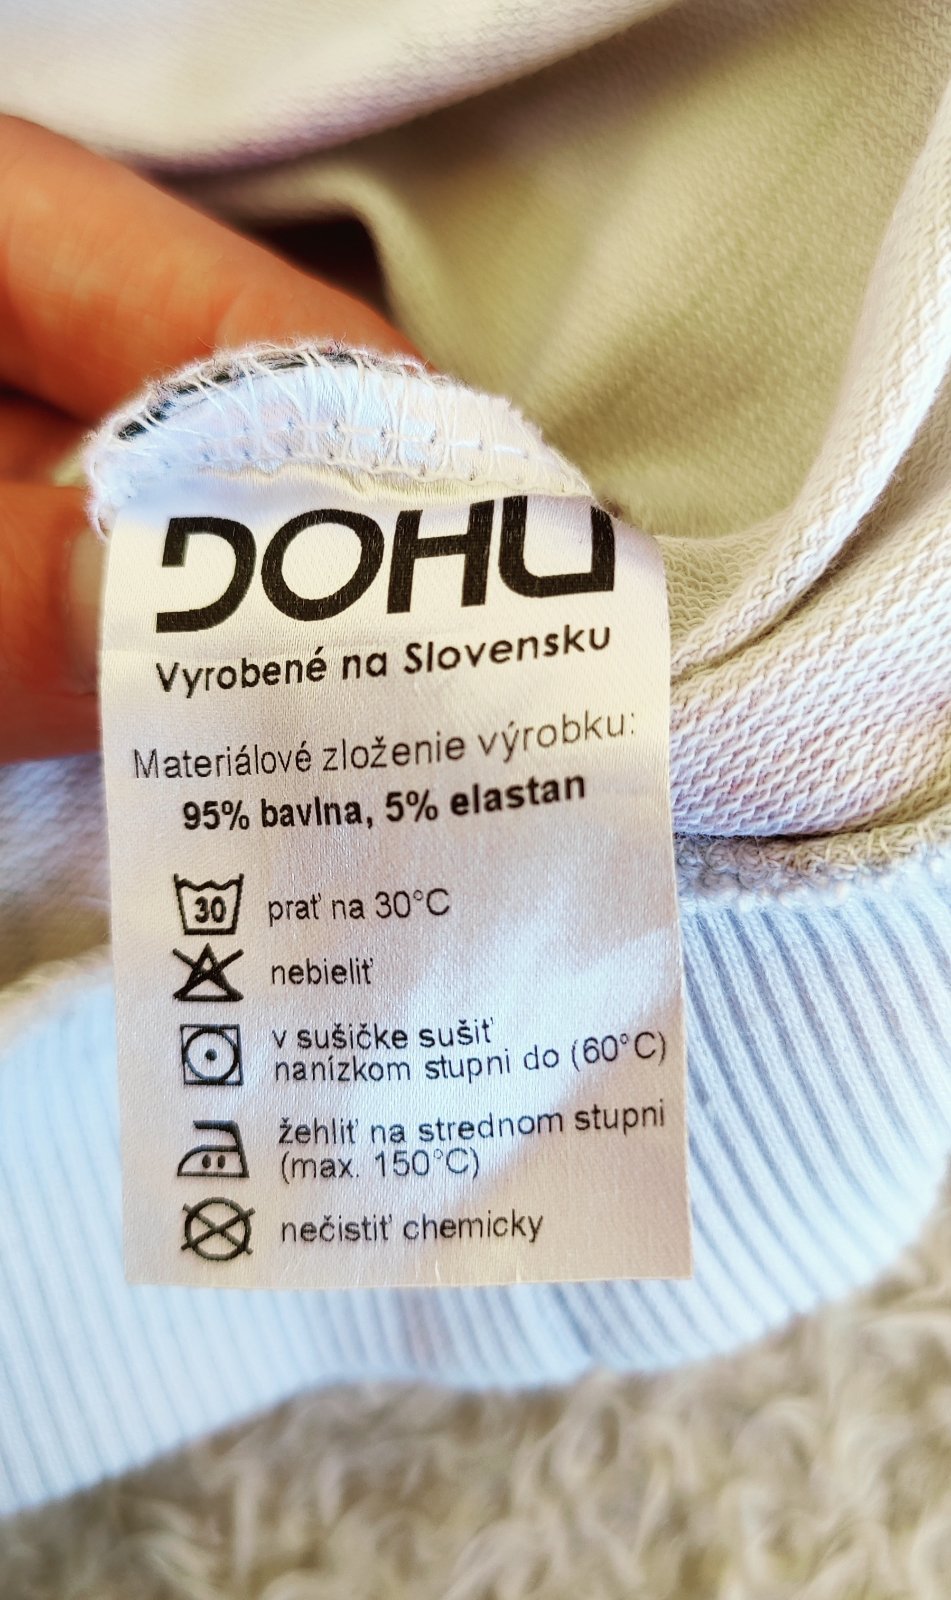 DOHU
Vyrobené na Slovensku
Materiálové zloženie výrobku:
95% bavlna, 5% elastan
30 prať na 30°C
nebieliť
v sušičke sušiť
nanízkom stupni do (60°C)
žehliť na strednom stupni
(max. 150°C)
nečistiť chemicky